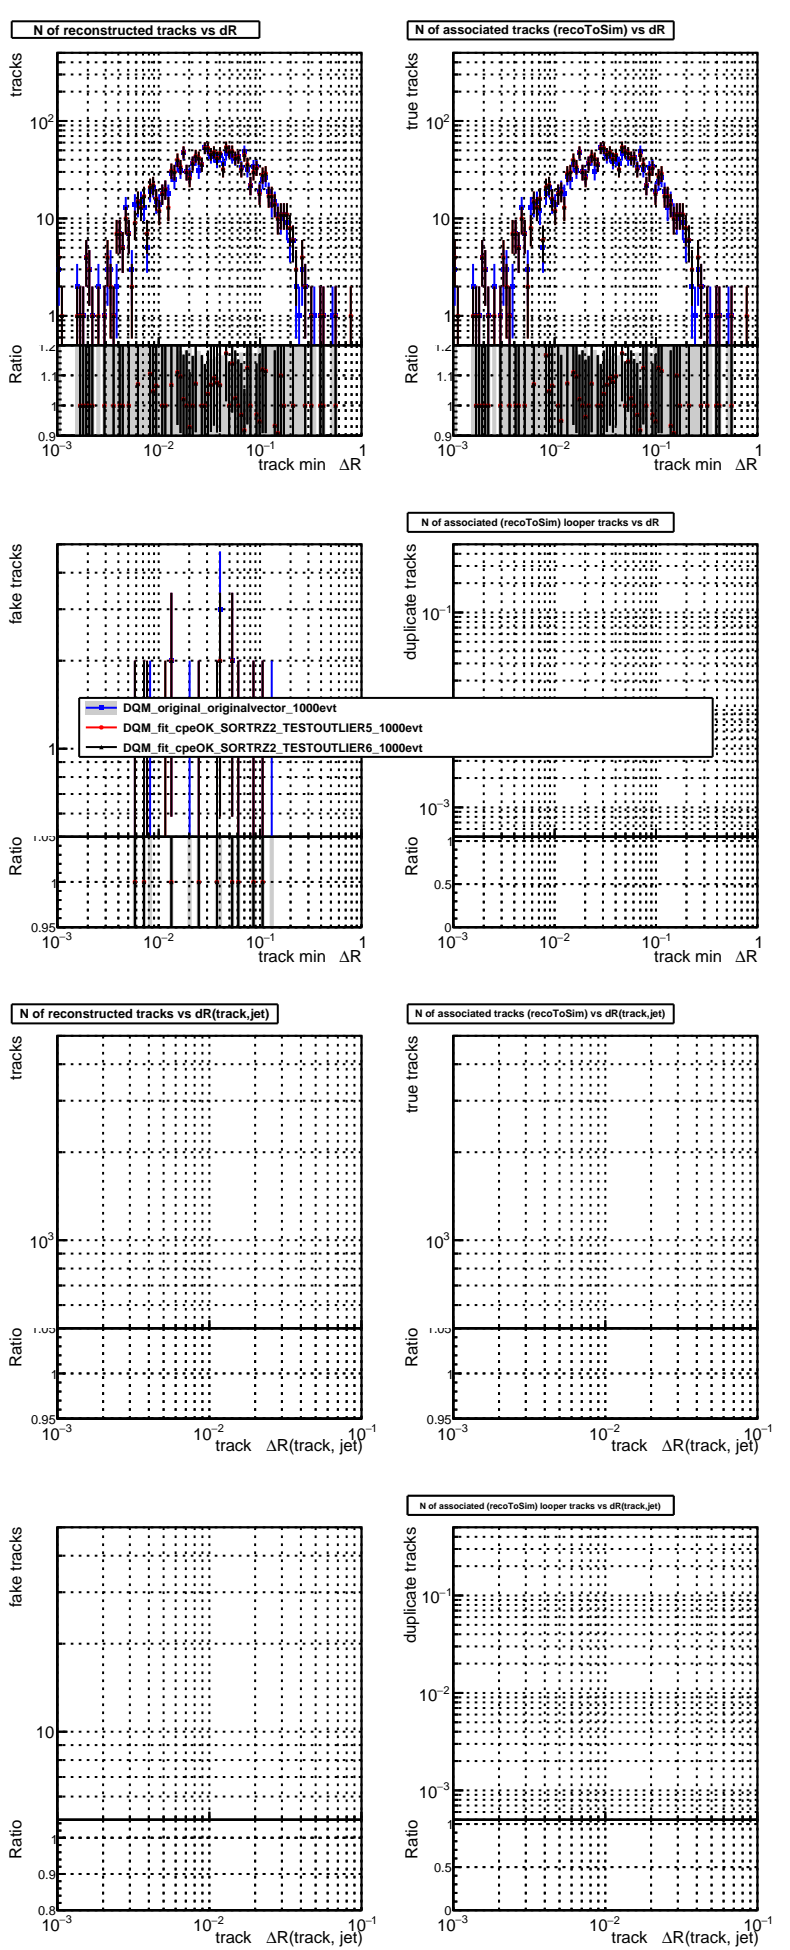 N of reconstructed tracks vs dR
N of associated tracks (recoToSim) vs dR
tracks
10²
10
1
true tracks
10²
10
1
Ratio
1.2
1.1
1
0.9
10⁻³
10⁻²
10⁻¹
1
track min ΔR
Ratio
1.2
1.1
1
0.9
10⁻³
10⁻²
10⁻¹
1
track min ΔR
N of associated (recoToSim) looper tracks vs dR
fake tracks
1
duplicate tracks
10⁻¹
10⁻³
DQM_original_originalvector_1000evt
DQM_fit_cpeOK_SORTRZ2_TESTOUTLIER5_1000evt
DQM_fit_cpeOK_SORTRZ2_TESTOUTLIER6_1000evt
Ratio
1.05
1
0.95
10⁻³
10⁻²
10⁻¹
1
track min ΔR
Ratio
1
0.5
0
10⁻³
10⁻²
10⁻¹
1
track min ΔR
N of reconstructed tracks vs dR(track,jet)
N of associated tracks (recoToSim) vs dR(track,jet)
tracks
10³
true tracks
10³
Ratio
1.05
1
0.95
10⁻³
10⁻²
10⁻¹
track ΔR(track, jet)
Ratio
1.05
1
0.95
10⁻³
10⁻²
10⁻¹
track ΔR(track, jet)
N of associated (recoToSim) looper tracks vs dR(track,jet)
fake tracks
10
duplicate tracks
10⁻¹
10⁻²
10⁻³
Ratio
1
0.9
0.8
10⁻³
10⁻²
10⁻¹
track ΔR(track, jet)
Ratio
1
0.5
0
10⁻³
10⁻²
10⁻¹
track ΔR(track, jet)